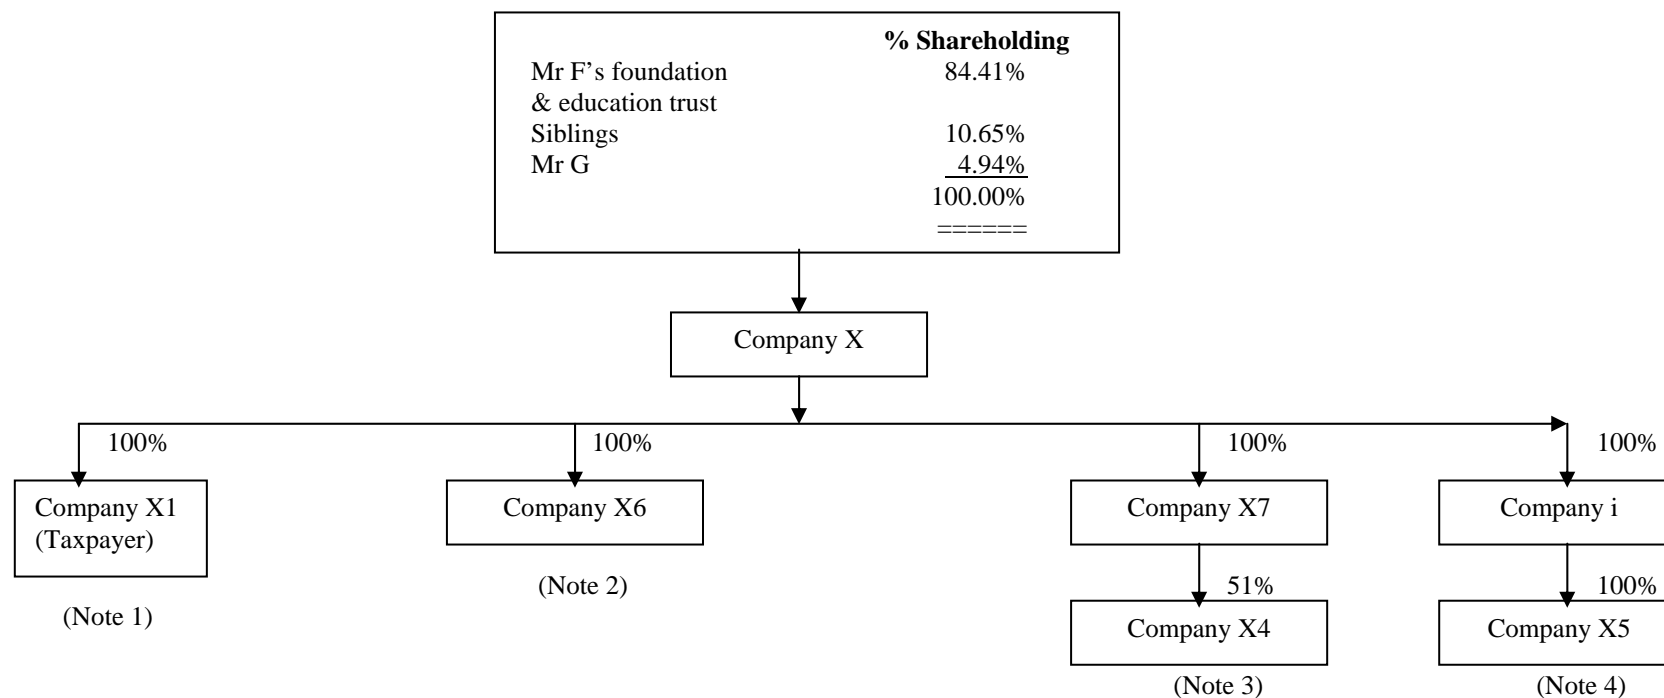 % Shareholding
Mr F’s foundation 84.41%
& education trust
Siblings 10.65%
Mr G 4.94%
100.00%
======
Company X
100% 100% 100% 100%
Company X1
(Taxpayer)
Company X6
Company X7
Company i
(Note 2)
51% 100%
(Note 1)
Company X4
Company X5
(Note 3)
(Note 4)